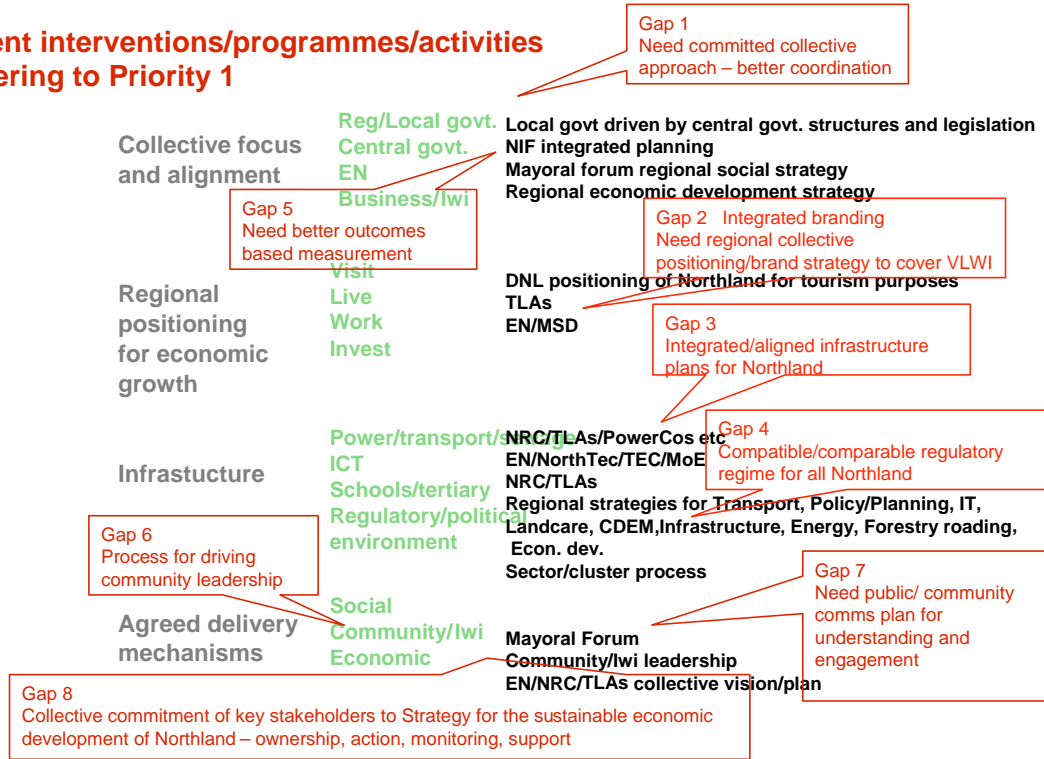 ent interventions/programmes/activities
ering to Priority 1
Gap 1
Need committed collective
approach – better coordination
Collective focus
and alignment
Reg/Local govt.
Central govt.
EN
Business/Iwi
Local govt driven by central govt. structures and legislation
NIF integrated planning
Mayoral forum regional social strategy
Regional economic development strategy
Gap 5
Need better outcomes
based measurement
Gap 2 Integrated branding
Need regional collective
positioning/brand strategy to cover VLWI
Regional
positioning
for economic
growth
Visit
Live
Work
Invest
DNL positioning of Northland for tourism purposes
TLAs
EN/MSD
Gap 3
Integrated/aligned infrastructure
plans for Northland
Infrastucture
Power/transport/sewage
ICT
Schools/tertiary
Regulatory/political
environment
NRC/TLAs/PowerCos etc
EN/NorthTec/TEC/MoE
NRC/TLAs
Regional strategies for Transport, Policy/Planning, IT,
Landcare, CDEM,Infrastructure, Energy, Forestry roading,
Econ. dev.
Sector/cluster process
Gap 4
Compatible/comparable regulatory
regime for all Northland
Gap 6
Process for driving
community leadership
Gap 7
Need public/ community
comms plan for
understanding and
engagement
Agreed delivery
mechanisms
Social
Community/Iwi
Economic
Mayoral Forum
Community/Iwi leadership
EN/NRC/TLAs collective vision/plan
Gap 8
Collective commitment of key stakeholders to Strategy for the sustainable economic
development of Northland – ownership, action, monitoring, support